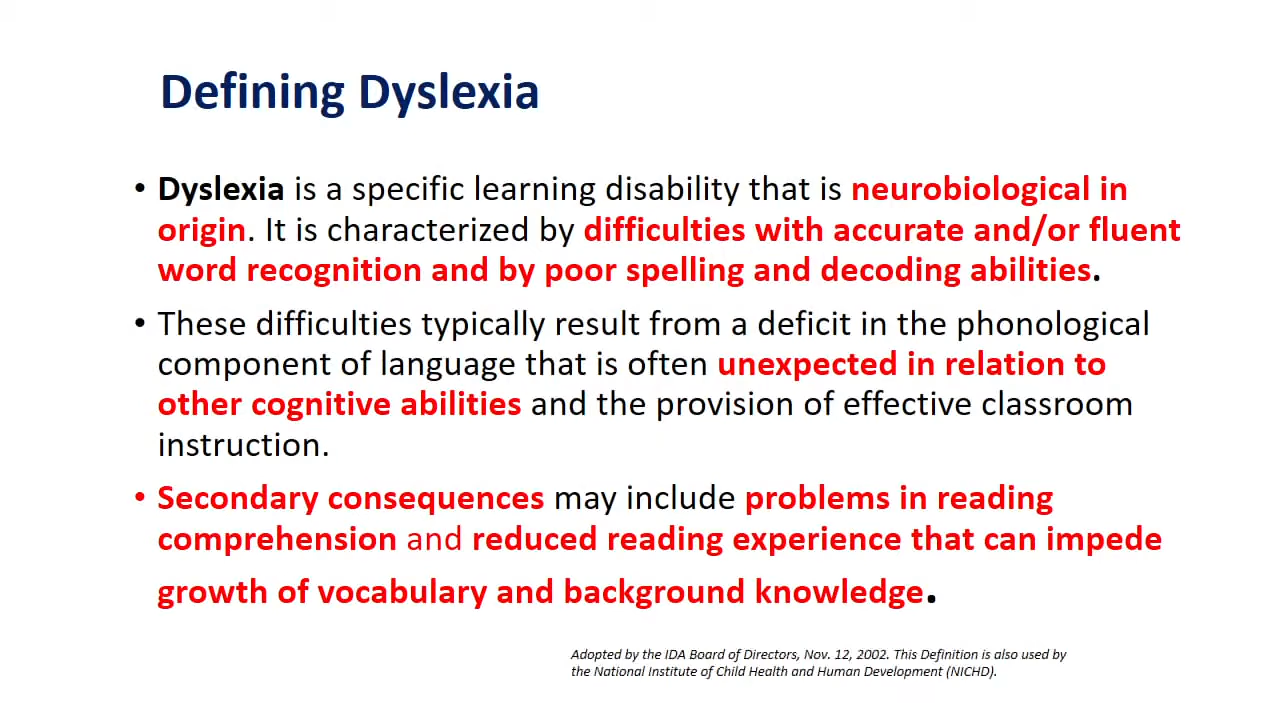 Defining Dyslexia
• Dyslexia is a specific learning disability that is neurobiological in
origin. It is characterized by difficulties with accurate and/or fluent
word recognition and by poor spelling and decoding abilities.
• These difficulties typically result from a deficit in the phonological
component of language that is often unexpected in relation to
other cognitive abilities and the provision of effective classroom
instruction.
• Secondary consequences may include problems in reading
comprehension and reduced reading experience that can impede
growth of vocabulary and background knowledge.
Adopted by the IDA Board of Directors, Nov. 12, 2002. This Definition is also used by
the National Institute of Child Health and Human Development (NICHD).